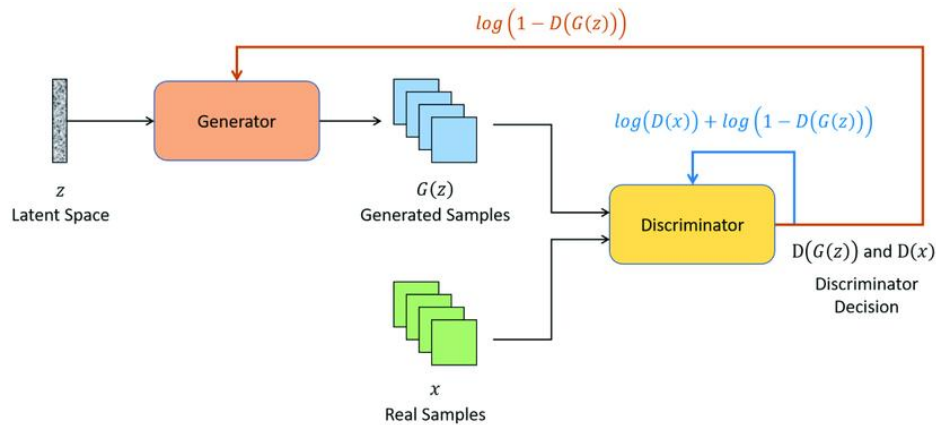 log(1 − D(G(z)))
Generator
log(D(x)) + log(1 − D(G(z)))
z
Latent Space
G(z)
Generated Samples
Discriminator
D(G(z)) and D(x)
Discriminator
Decision
x
Real Samples